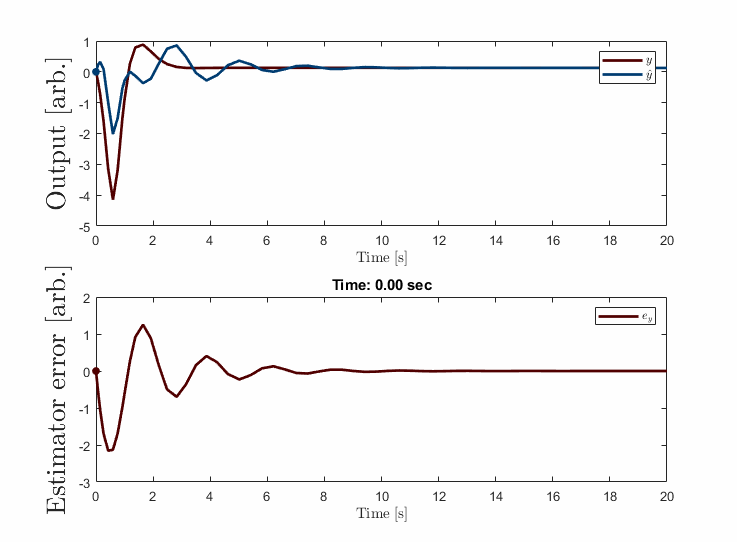 Output [arb.]
1
0
-1
-2
-3
-4
-5
y
ŷ
0 2 4 6 8 10 12 14 16 18 20
Time [s]
Time: 0.00 sec
Estimator error [arb.]
2
1
0
-1
-2
-3
e_y
0 2 4 6 8 10 12 14 16 18 20
Time [s]